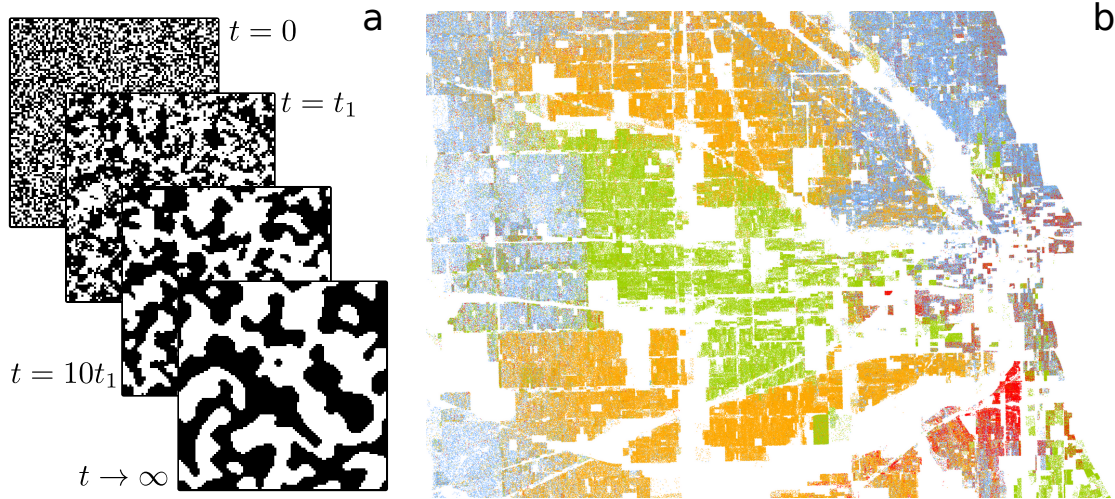 a
b
t = 0
t = t₁
t = 10t₁
t → ∞